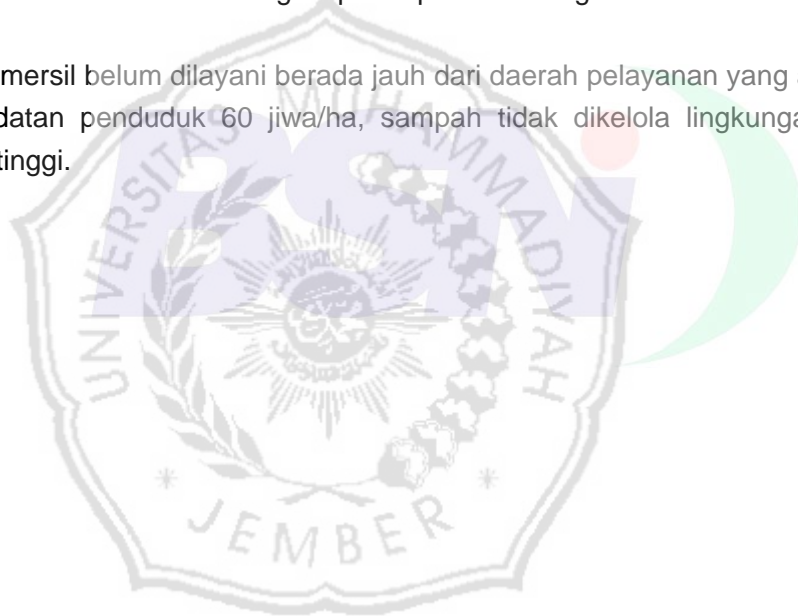 mersil belum dilayani berada jauh dari daerah pelayanan yang
datan penduduk 60 jiwa/ha, sampah tidak dikelola lingkunga
tinggi.
BSN
UNIVERSITAS MUHAMMADIYAH
JEMBER